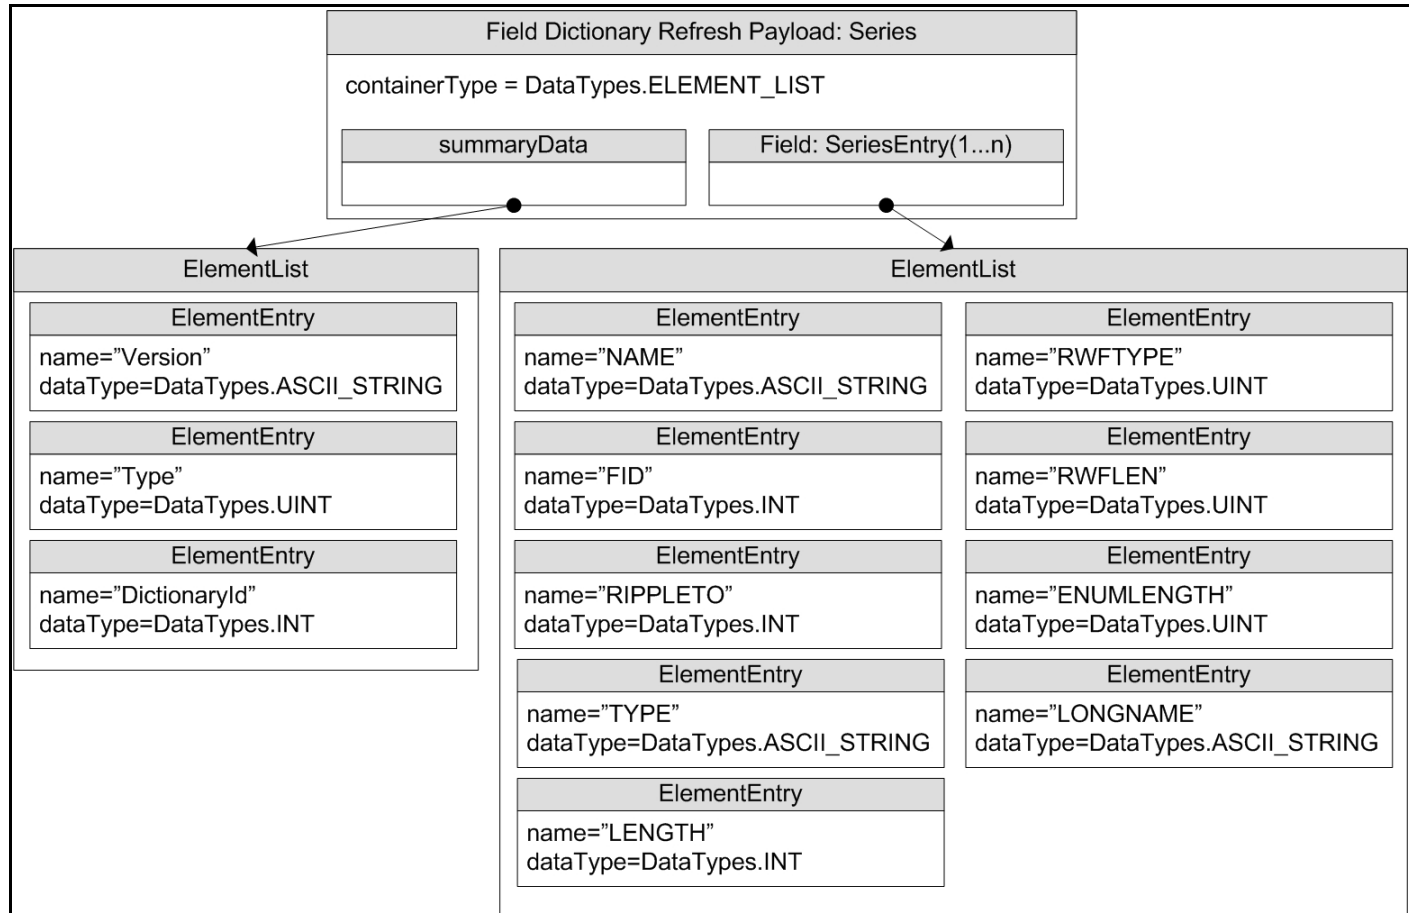 Field Dictionary Refresh Payload: Series
containerType = DataTypes.ELEMENT_LIST
summaryData
Field: SeriesEntry(1...n)
ElementList
ElementEntry
name=”Version”
dataType=DataTypes.ASCII_STRING
ElementEntry
name=”Type”
dataType=DataTypes.UINT
ElementEntry
name=”DictionaryId”
dataType=DataTypes.INT
ElementList
ElementEntry
name=”NAME”
dataType=DataTypes.ASCII_STRING
ElementEntry
name=”FID”
dataType=DataTypes.INT
ElementEntry
name=”RIPPLETO”
dataType=DataTypes.INT
ElementEntry
name=”TYPE”
dataType=DataTypes.ASCII_STRING
ElementEntry
name=”LENGTH”
dataType=DataTypes.INT
ElementEntry
name=”RWFTYPE”
dataType=DataTypes.UINT
ElementEntry
name=”RWFLEN”
dataType=DataTypes.UINT
ElementEntry
name=”ENUMLENGTH”
dataType=DataTypes.UINT
ElementEntry
name=”LONGNAME”
dataType=DataTypes.ASCII_STRING